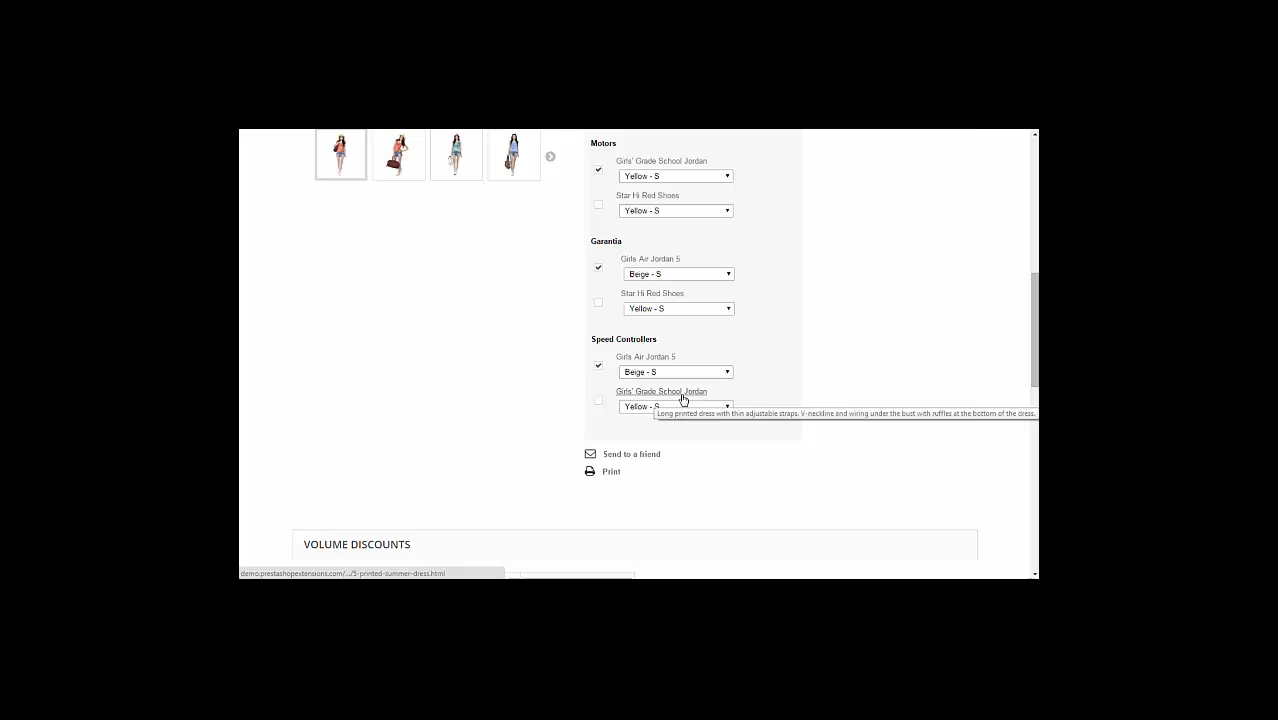 Motors
Girls' Grade School Jordan
Yellow - S
Star Hi Red Shoes
Yellow - S
Garantia
Girls Air Jordan 5
Beige - S
Star Hi Red Shoes
Yellow - S
Speed Controllers
Girls Air Jordan 5
Beige - S
Girls' Grade School Jordan
Yellow - S
Long printed dress with thin adjustable straps. V-neckline and wiring under the bust with ruffles at the bottom of the dress.
Send to a friend
Print
VOLUME DISCOUNTS
demo.prestashopextensions.com/.../5-printed-summer-dress.html